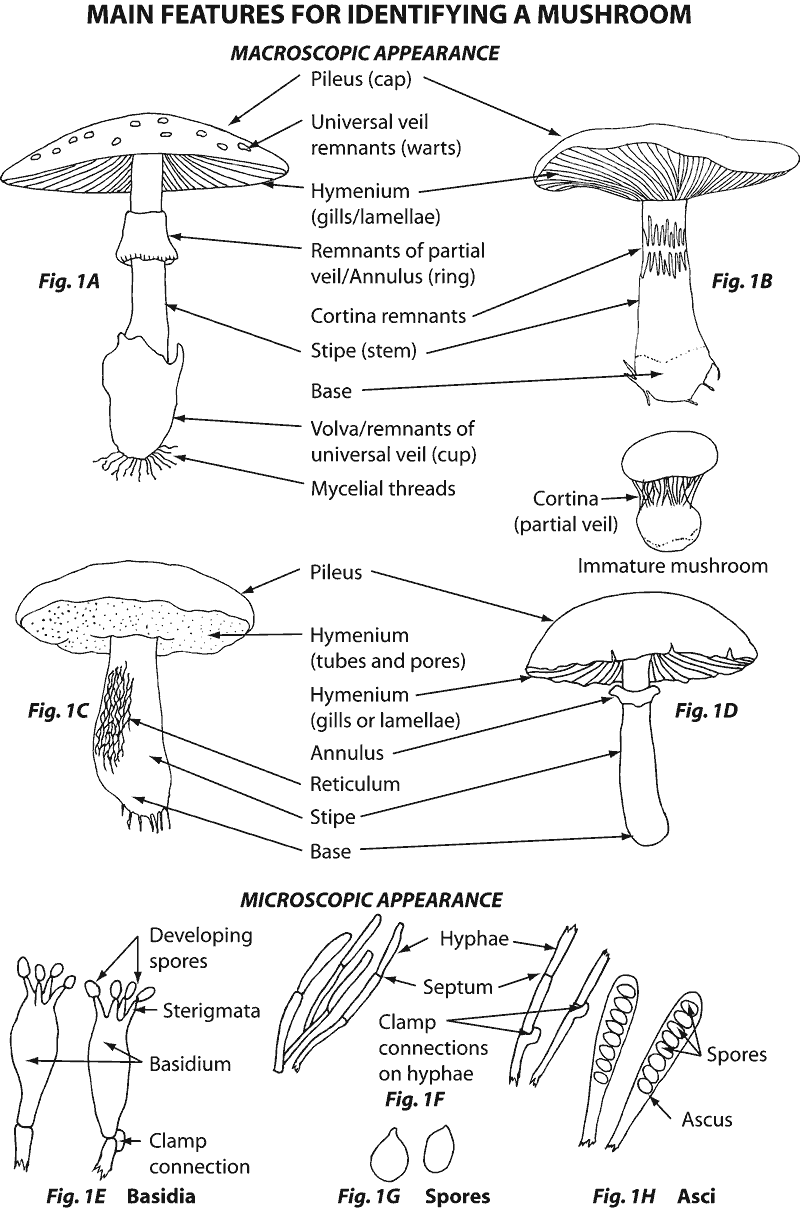 MAIN FEATURES FOR IDENTIFYING A MUSHROOM
MACROSCOPIC APPEARANCE
Pileus (cap)
Universal veil
remnants (warts)
Hymenium
(gills/lamellae)
Remnants of partial
veil/Annulus (ring)
Fig. 1A
Fig. 1B
Cortina remnants
Stipe (stem)
Base
Volva/remnants of
universal veil (cup)
Mycelial threads
Cortina
(partial veil)
Immature mushroom
Pileus
Hymenium
(tubes and pores)
Hymenium
(gills or lamellae)
Fig. 1C
Fig. 1D
Annulus
Reticulum
Stipe
Base
MICROSCOPIC APPEARANCE
Developing
spores
Sterigmata
Basidium
Clamp
connection
Fig. 1E Basidia
Hyphae
Septum
Clamp
connections
on hyphae
Fig. 1F
Fig. 1G Spores
Spores
Ascus
Fig. 1H Asci